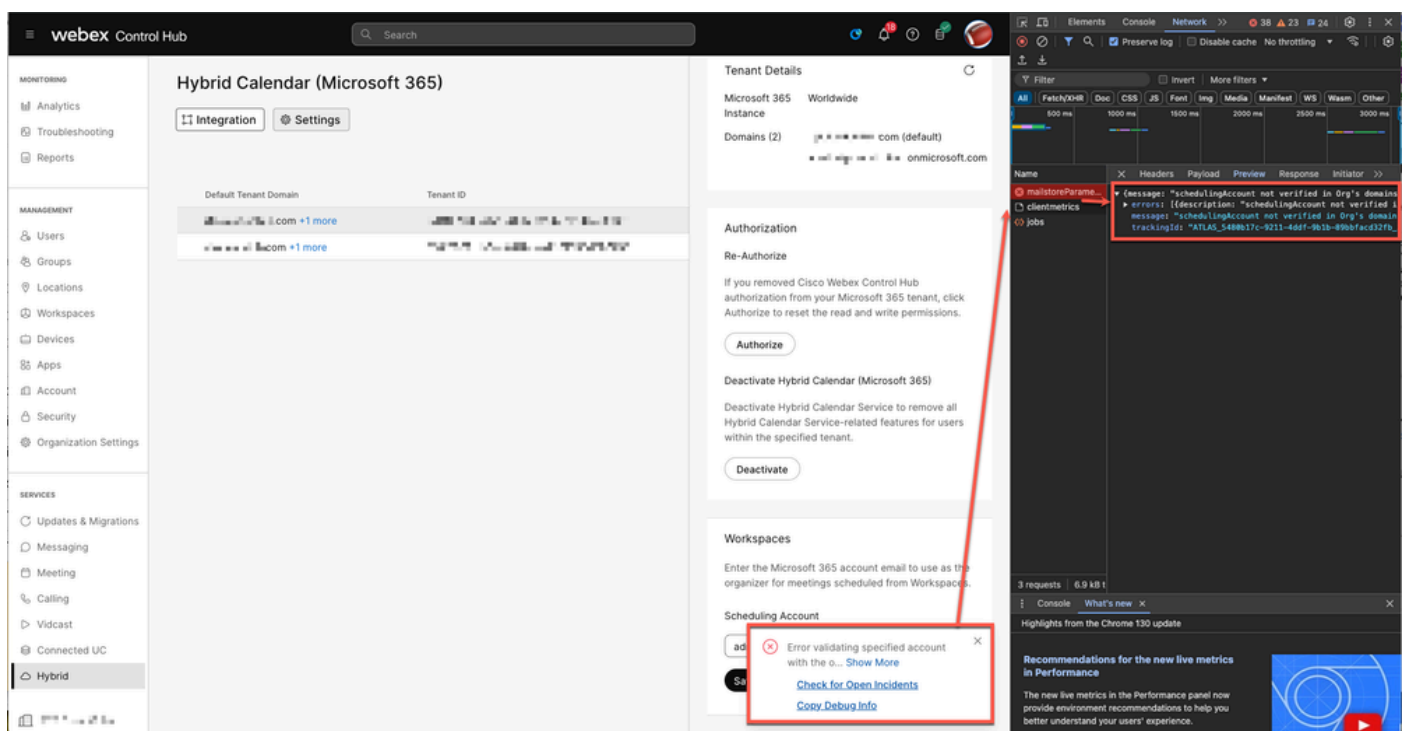 webex Control Hub
Search
18
MONITORING
Analytics
Troubleshooting
Reports
MANAGEMENT
Users
Groups
Locations
Workspaces
Devices
Apps
Account
Security
Organization Settings
SERVICES
Updates & Migrations
Messaging
Meeting
Calling
Vidcast
Connected UC
Hybrid
Hybrid Calendar (Microsoft 365)
Integration
Settings
Default Tenant Domain
Tenant ID
.com +1 more
com +1 more
Tenant Details
Microsoft 365 Worldwide
Instance
Domains (2) com (default)
onmicrosoft.com
Authorization
Re-Authorize
If you removed Cisco Webex Control Hub
authorization from your Microsoft 365 tenant, click
Authorize to reset the read and write permissions.
Authorize
Deactivate Hybrid Calendar (Microsoft 365)
Deactivate Hybrid Calendar Service to remove all
Hybrid Calendar Service-related features for users
within the specified tenant.
Deactivate
Workspaces
Enter the Microsoft 365 account email to use as the
organizer for meetings scheduled from Workspaces.
Scheduling Account
ad
Sa
Error validating specified account
with the o... Show More
Check for Open Incidents
Copy Debug Info
Elements Console Network 38 23 24
Preserve log Disable cache No throttling
Filter Invert More filters
All Fetch/XHR Doc CSS JS Font Img Media Manifest WS Wasm Other
500 ms 1000 ms 1500 ms 2000 ms 2500 ms 3000 ms
Name
Headers Payload Preview Response Initiator
mailstoreParame...
clientmetrics
jobs
{message: "schedulingAccount not verified in Org's domains
errors: [{description: "schedulingAccount not verified i
message: "schedulingAccount not verified in Org's domain
trackingId: "ATLAS_5480b17c-9211-4ddf-9b1b-09bbfacd32fb_
3 requests 6.9 kB t
Console What's new
Highlights from the Chrome 130 update
Recommendations for the new live metrics
in Performance
The new live metrics in the Performance panel now
provide environment recommendations to help you
better understand your users' experience.